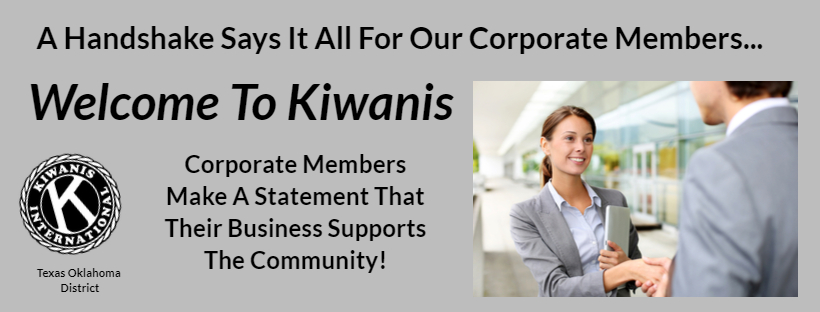 A Handshake Says It All For Our Corporate Members...
Welcome To Kiwanis
Corporate Members
Make A Statement That
Their Business Supports
The Community!
KIWANIS
K
INTERNATIONAL
Texas Oklahoma
District